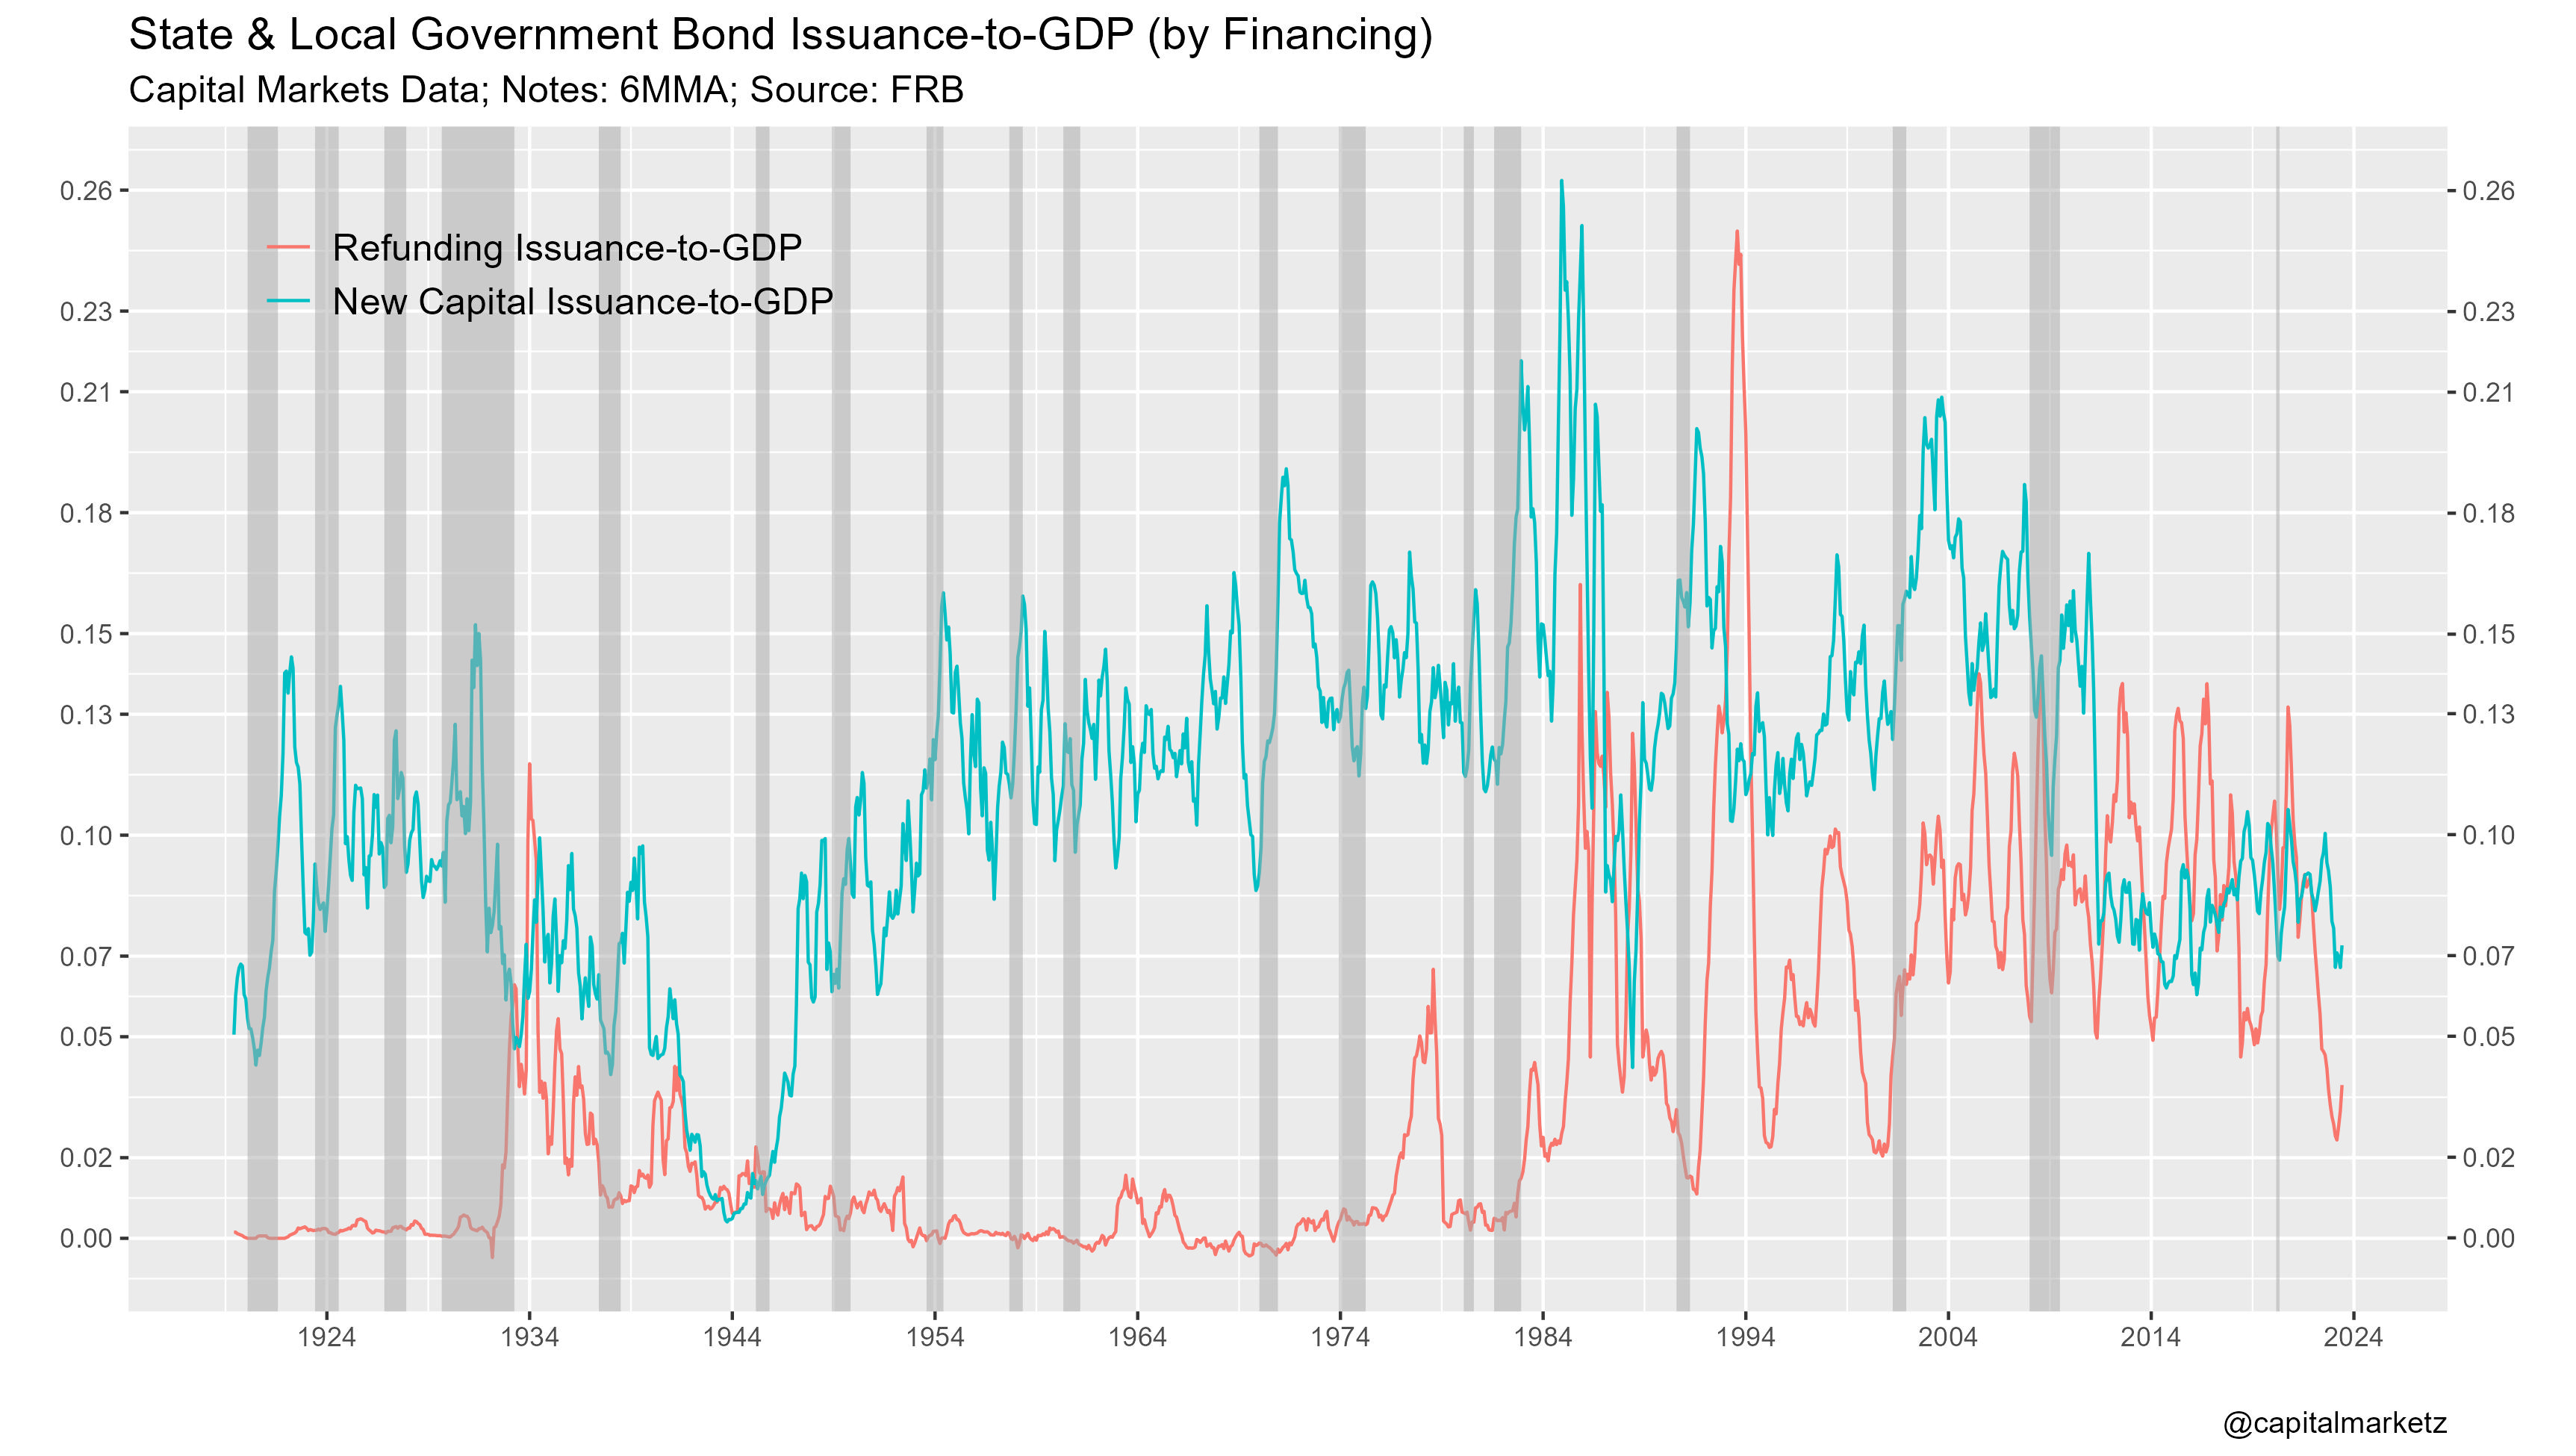 State & Local Government Bond Issuance-to-GDP (by Financing)
Capital Markets Data; Notes: 6MMA; Source: FRB
Refunding Issuance-to-GDP
New Capital Issuance-to-GDP
0.26 0.26
0.23 0.23
0.21 0.21
0.18 0.18
0.15 0.15
0.13 0.13
0.10 0.10
0.07 0.07
0.05 0.05
0.02 0.02
0.00 0.00
1924 1934 1944 1954 1964 1974 1984 1994 2004 2014 2024
@capitalmarketz